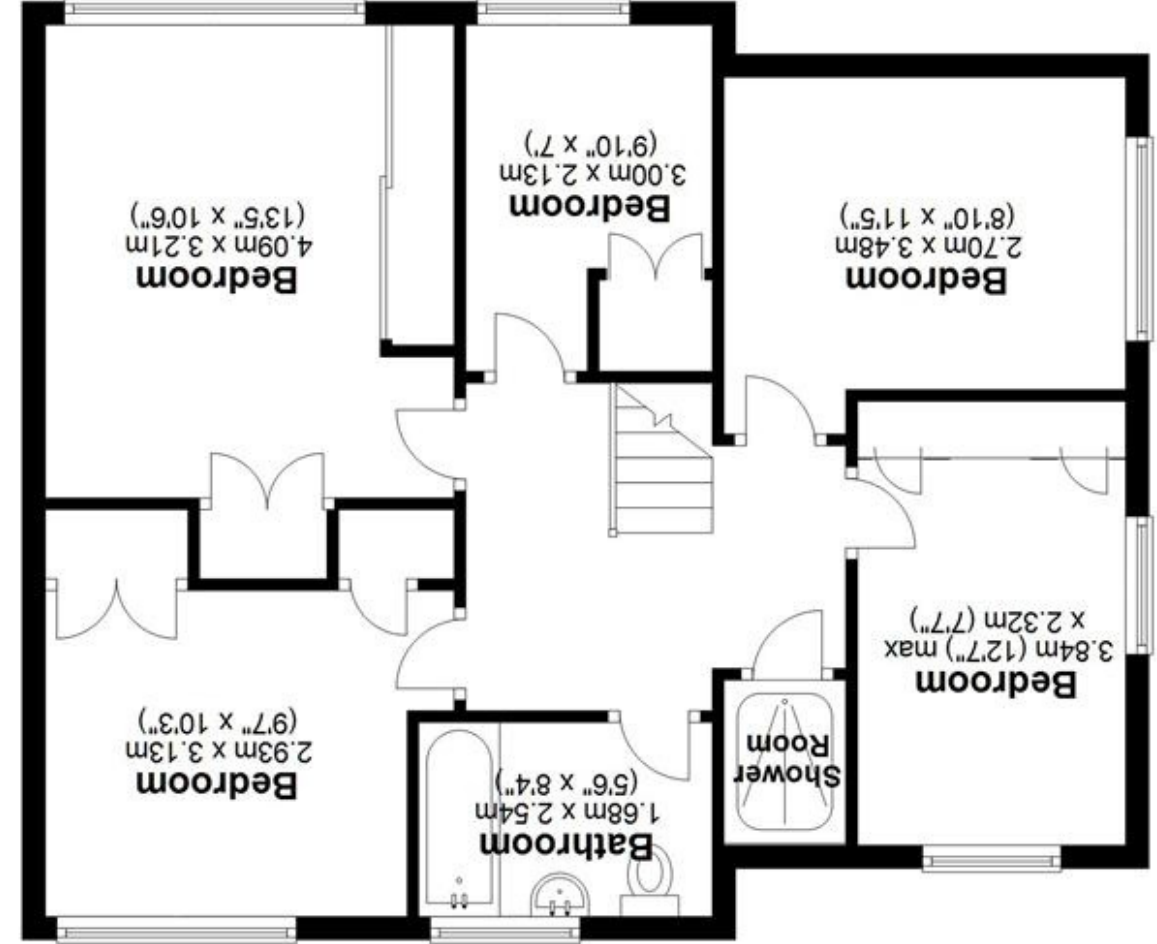 Bedroom
3.84m (12'7") max
x 2.32m (7'7")
Shower
Room
Bathroom
1.68m x 2.54m
(5'6" x 8'4")
Bedroom
2.93m x 3.13m
(9'7" x 10'3")
Bedroom
2.70m x 3.48m
(8'10" x 11'5")
Bedroom
3.00m x 2.13m
(9'10" x 7')
Bedroom
4.09m x 3.21m
(13'5" x 10'6")